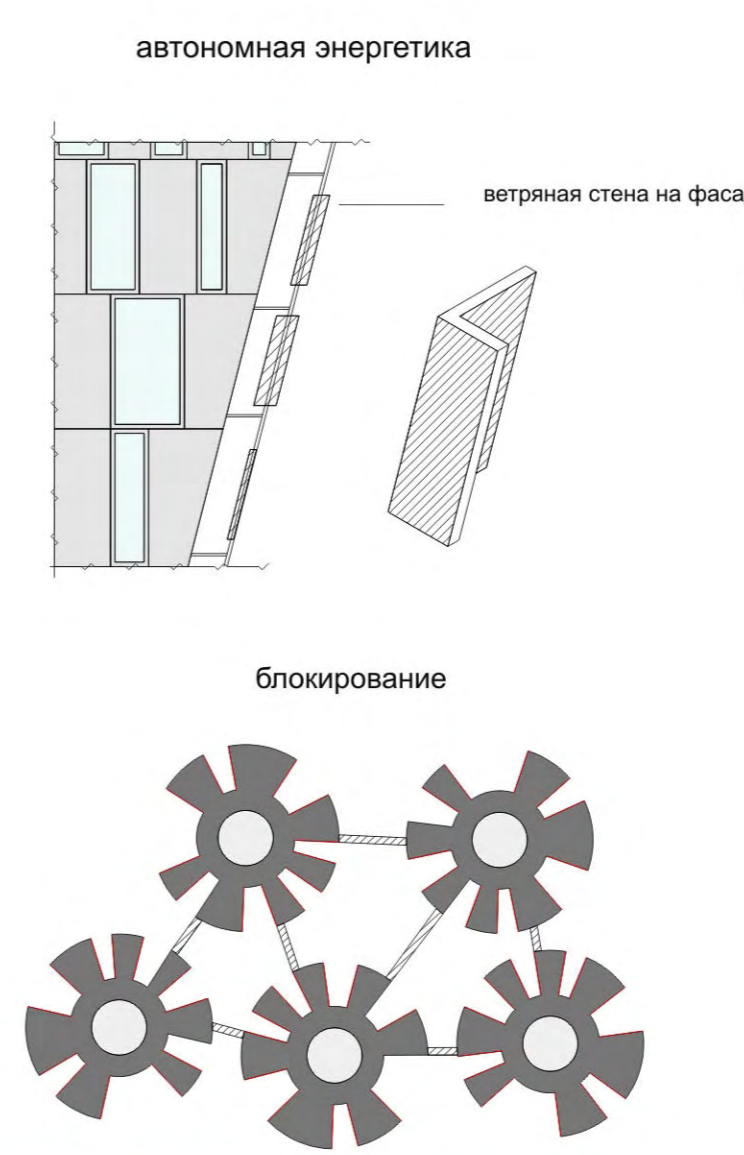 автономная энергетика
ветряная стена на фаса
блокирование